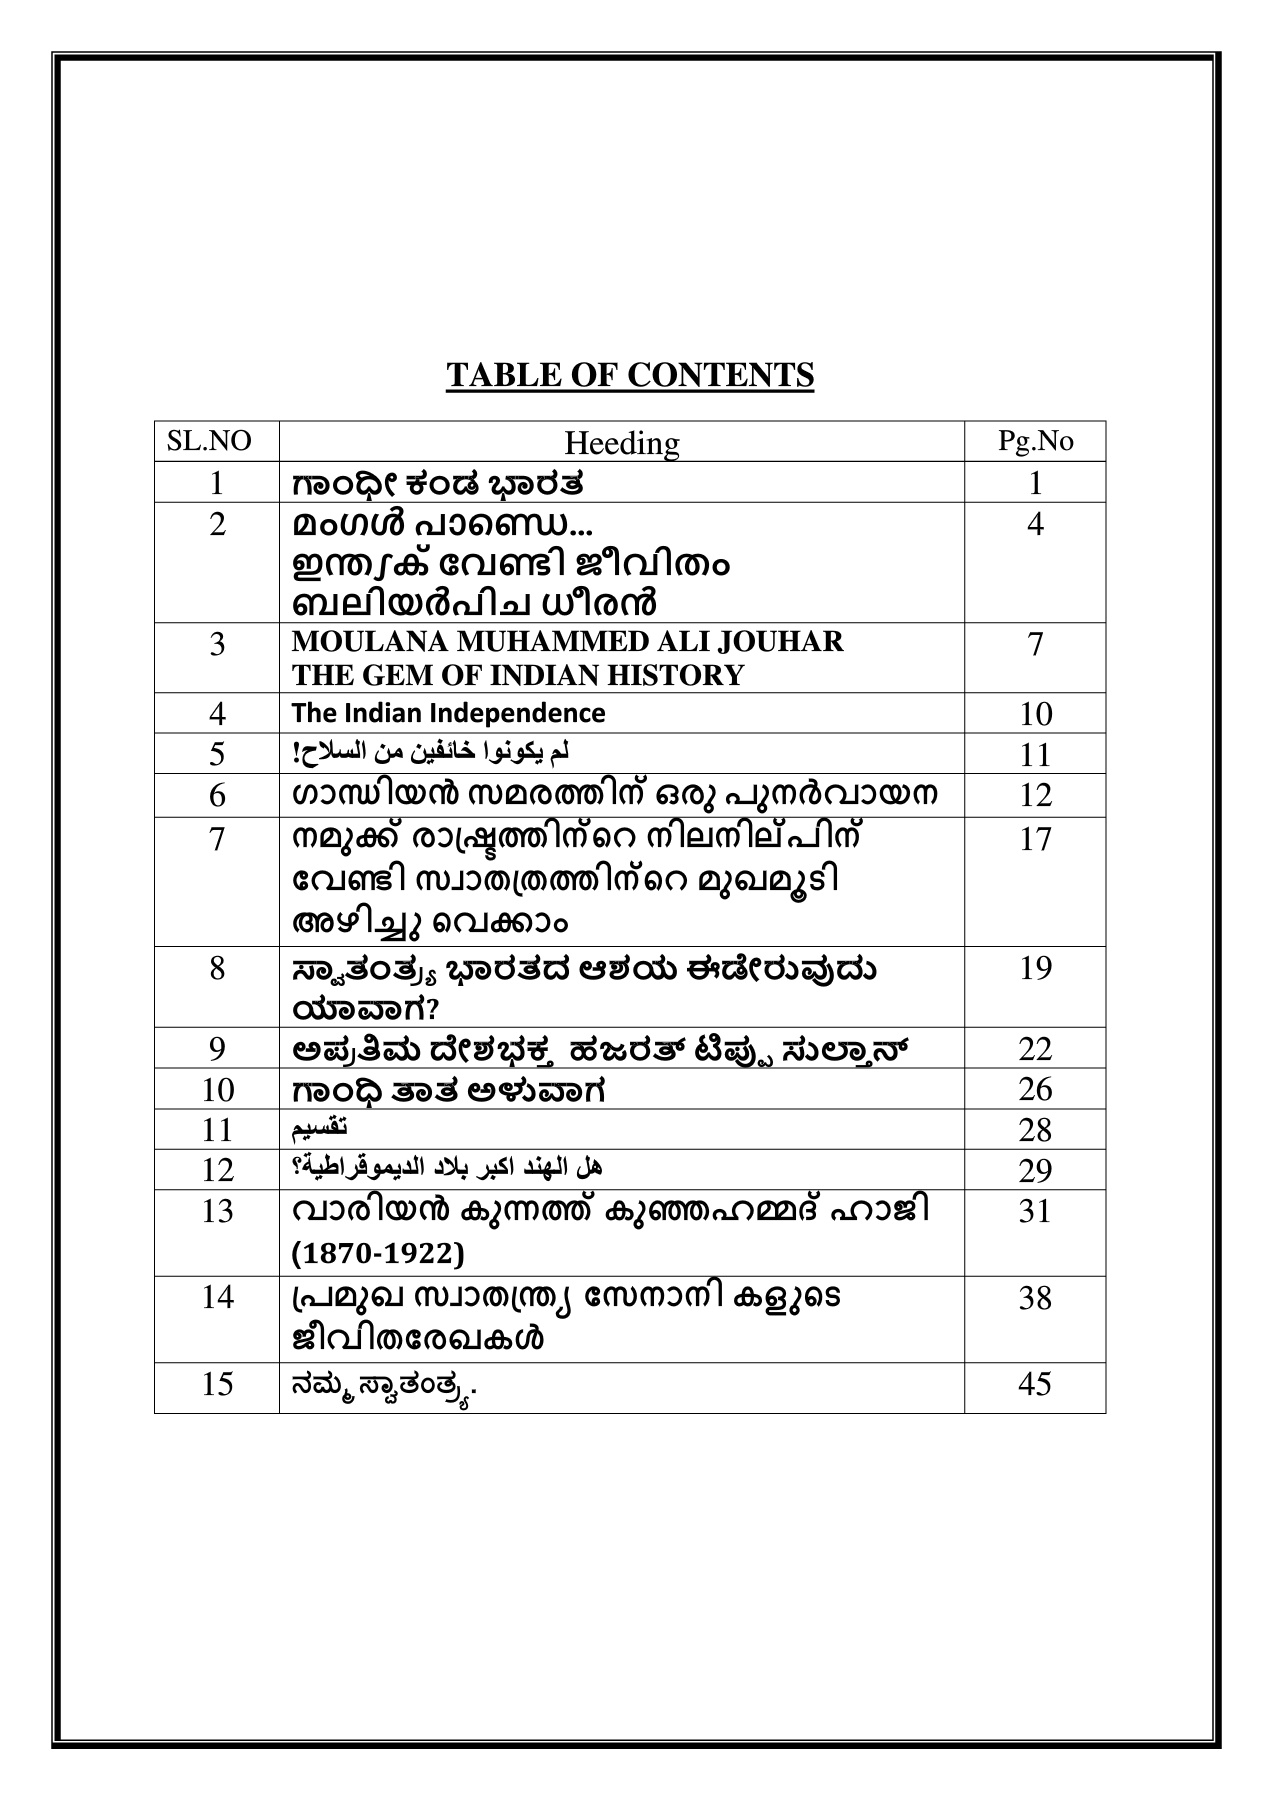 TABLE OF CONTENTS
SL.NO Heeding Pg.No
1 ಗಾಂಧೀ ಕಂಡ ಭಾರತ 1
2 മംഗൾ പാണ്ഡെ... 4
ഇന്ത്യക് വേണ്ടി ജീവിതം
ബലിയർപിച ധീരൻ
3 MOULANA MUHAMMED ALI JOUHAR 7
THE GEM OF INDIAN HISTORY
4 The Indian Independence 10
5 لم يكونوا خائفين من السلاح! 11
6 ഗാന്ധിയൻ സമരത്തിന് ഒരു പുനർവായന 12
7 നമുക്ക് രാഷ്ട്രത്തിന്റെ നിലനില്പിന് 17
വേണ്ടി സ്വാതത്രത്തിന്റെ മുഖമൂടി
അഴിച്ചു വെക്കാം
8 ಸ್ವಾತಂತ್ರ್ಯ ಭಾರತದ ಆಶಯ ಈಡೇರುವುದು 19
ಯಾವಾಗ?
9 ಅಪ್ರತಿಮ ದೇಶಭಕ್ತ ಹಜರತ್ ಟಿಪ್ಪು ಸುಲ್ತಾನ್ 22
10 ಗಾಂಧಿ ತಾತ ಅಳುವಾಗ 26
11 تقسيم 28
12 هل الهند اكبر بلاد الديموقراطية؟ 29
13 വാരിയൻ കുന്നത്ത് കുഞ്ഞഹമ്മദ് ഹാജി 31
(1870-1922)
14 പ്രമുഖ സ്വാതന്ത്ര്യ സേനാനി കളുടെ 38
ജീവിതരേഖകൾ
15 ನಮ್ಮ ಸ್ವಾತಂತ್ರ್ಯ. 45